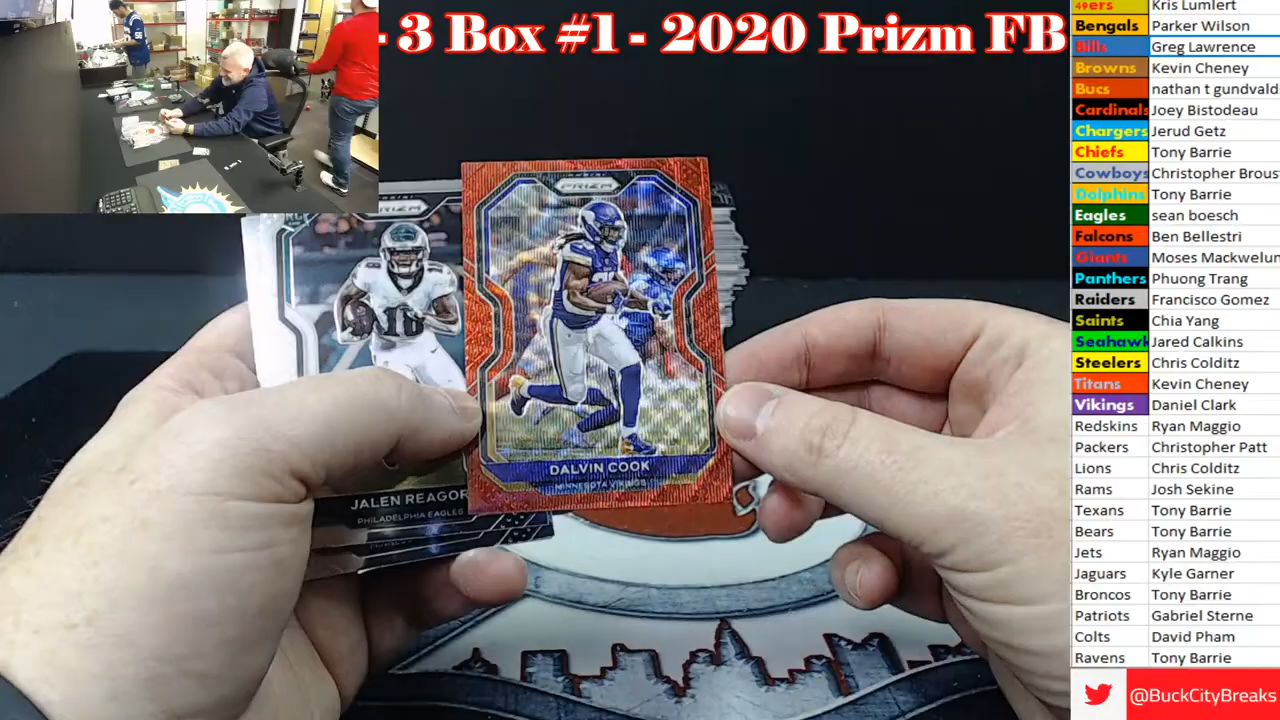 - 3 Box #1 - 2020 Prizm FB
49ers Kris Lumlert
Bengals Parker Wilson
Bills Greg Lawrence
Browns Kevin Cheney
Bucs nathan t gundvald
Cardinals Joey Bistodeau
Chargers Jerud Getz
Chiefs Tony Barrie
Cowboys Christopher Brous
Dolphins Tony Barrie
Eagles sean boesch
Falcons Ben Bellestri
Giants Moses Mackwelun
Panthers Phuong Trang
Raiders Francisco Gomez
Saints Chia Yang
Seahawk Jared Calkins
Steelers Chris Colditz
Titans Kevin Cheney
Vikings Daniel Clark
Redskins Ryan Maggio
Packers Christopher Patt
Lions Chris Colditz
Rams Josh Sekine
Texans Tony Barrie
Bears Tony Barrie
Jets Ryan Maggio
Jaguars Kyle Garner
Broncos Tony Barrie
Patriots Gabriel Sterne
Colts David Pham
Ravens Tony Barrie
@BuckCityBreaks
PRIZM
DALVIN COOK
MINNESOTA VIKINGS
PRIZM
18
JALEN REAGOR
PHILADELPHIA EAGLES